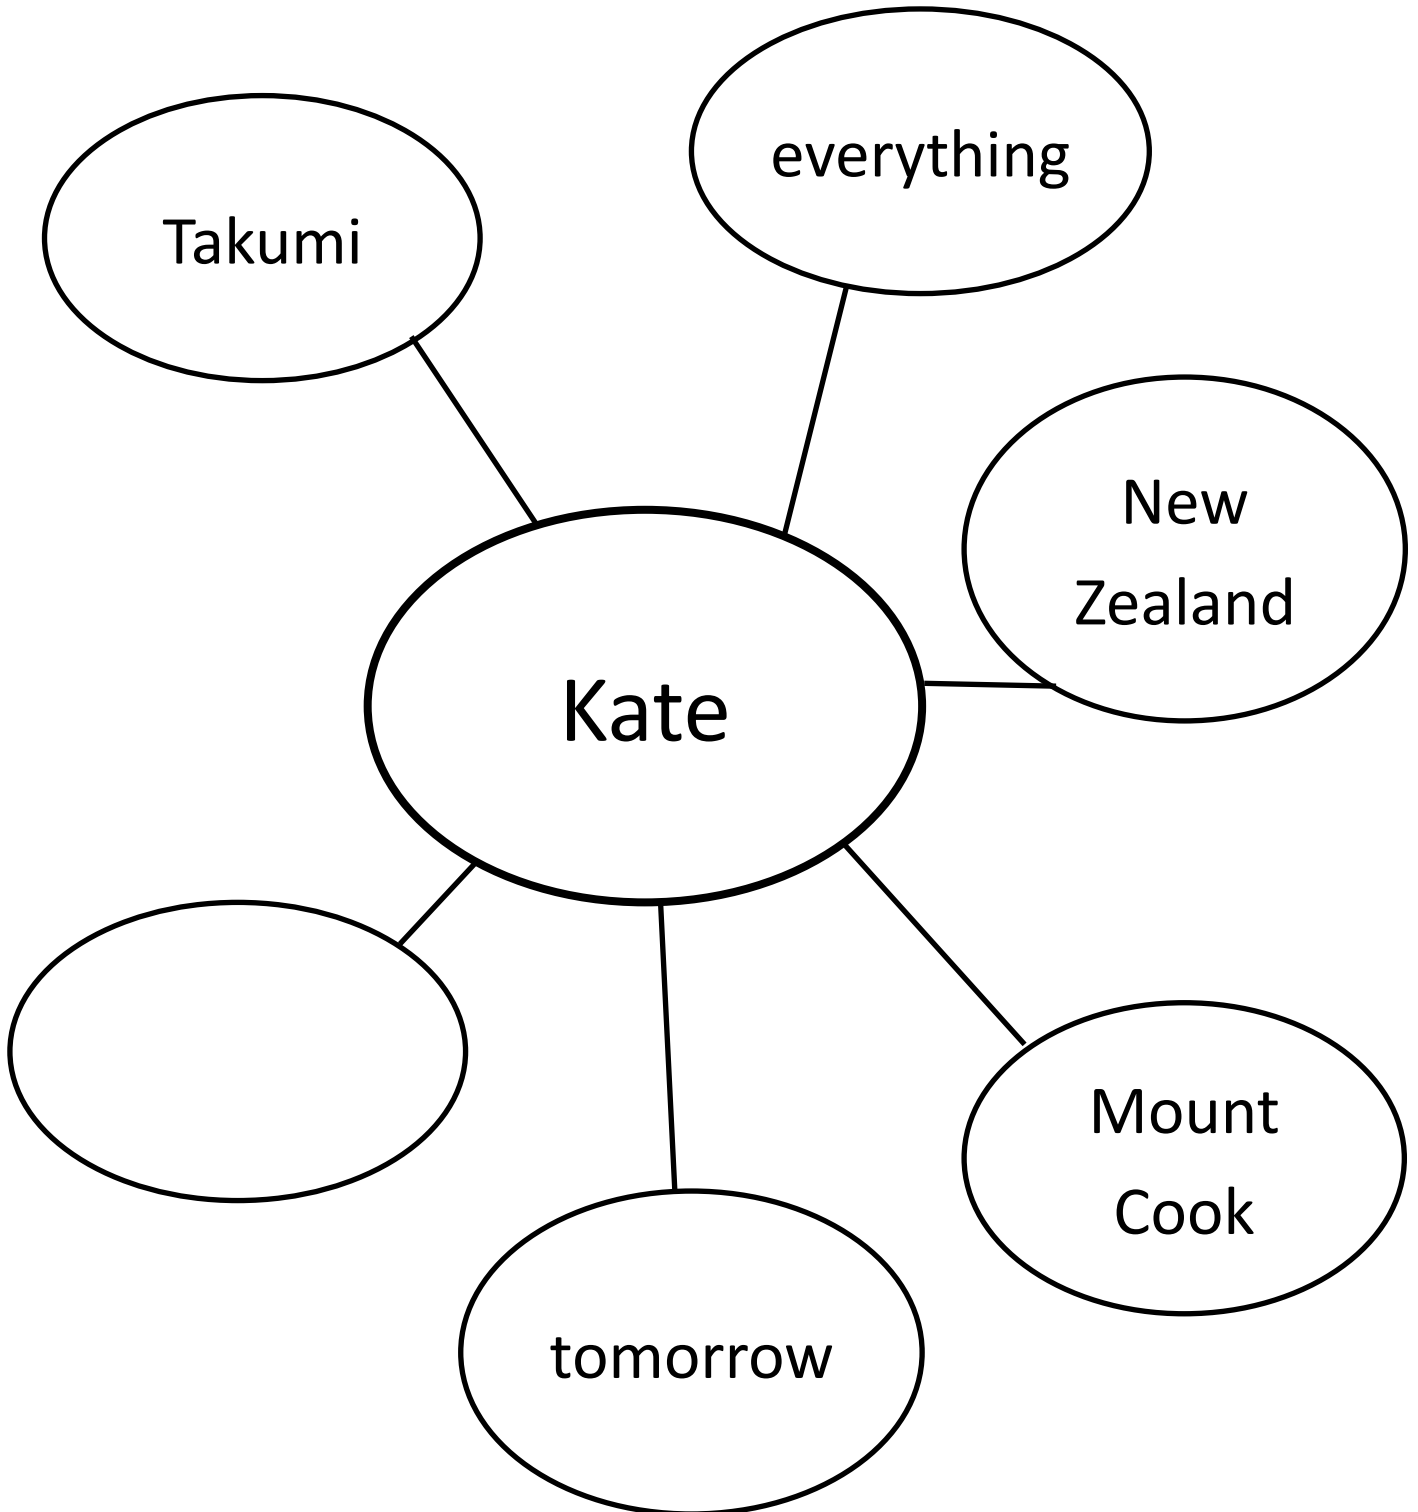 everything
Takumi
New
Zealand
Kate
Mount
Cook
tomorrow